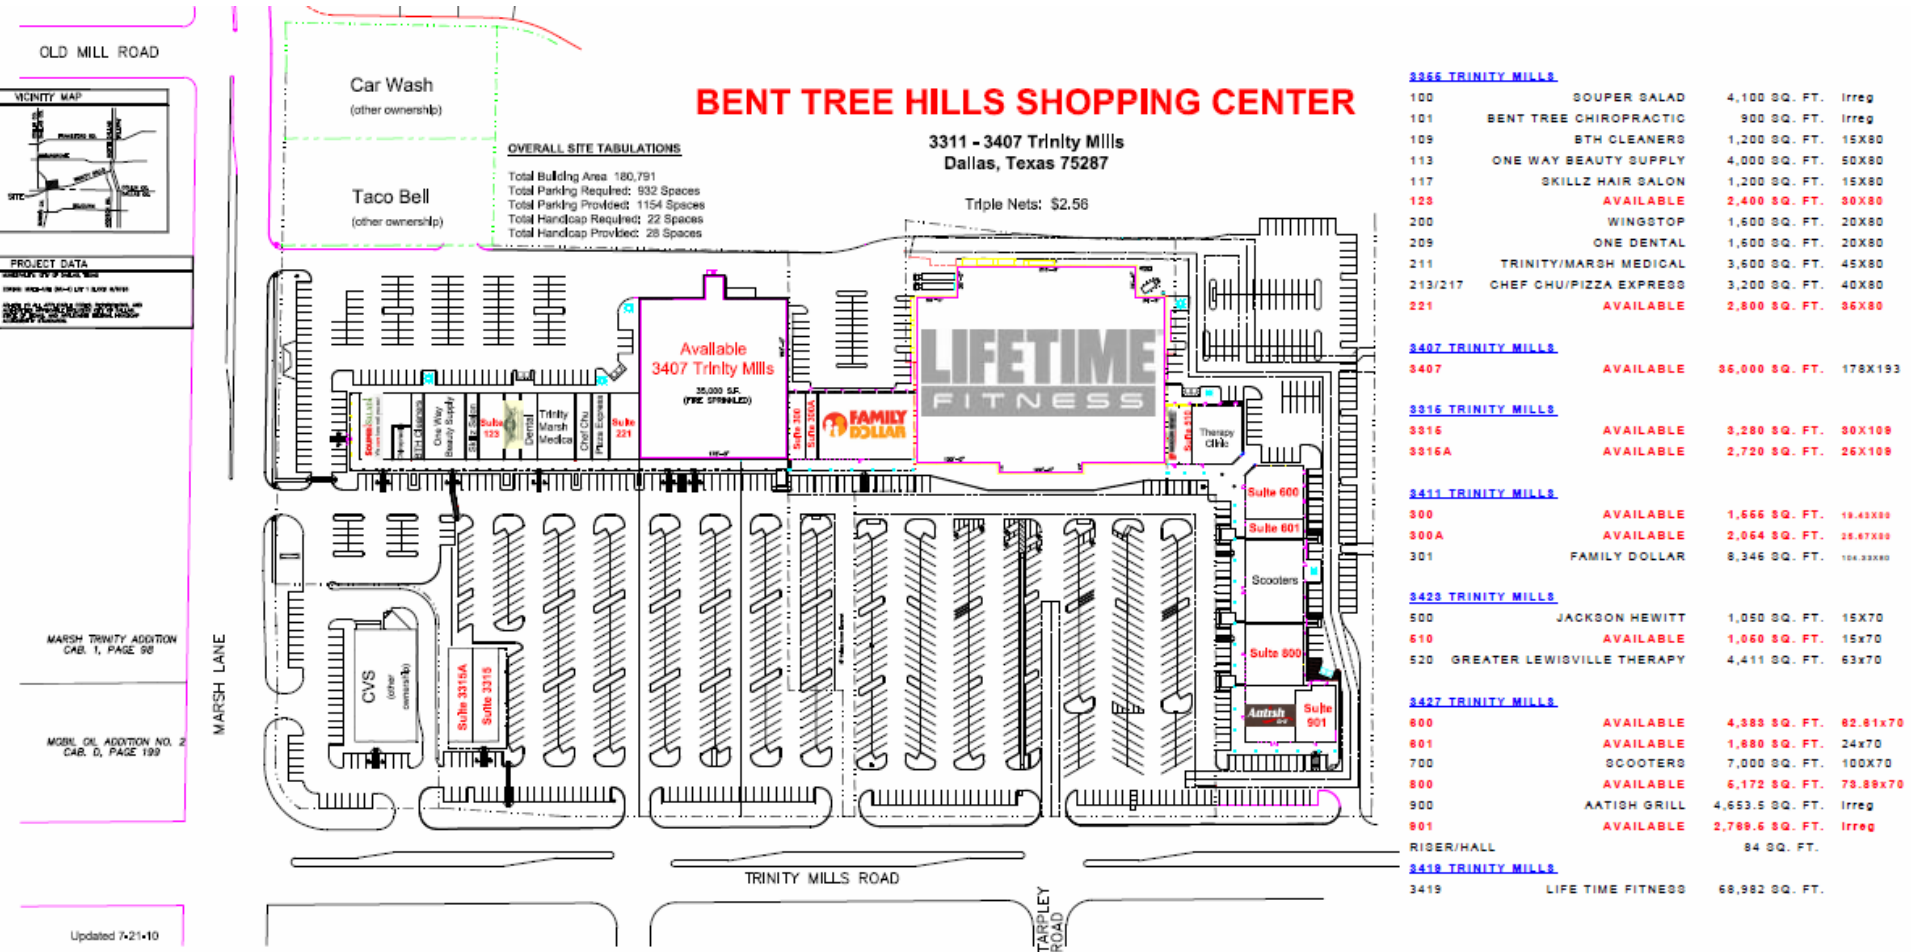 OLD MILL ROAD
VICINITY MAP
SITE
PROJECT DATA
Car Wash
(other ownership)
Taco Bell
(other ownership)
OVERALL SITE TABULATIONS
Total Building Area 180,791
Total Parking Required: 932 Spaces
Total Parking Provided: 1154 Spaces
Total Handicap Required: 22 Spaces
Total Handicap Provided: 28 Spaces
BENT TREE HILLS SHOPPING CENTER
3311 - 3407 Trinity Mills
Dallas, Texas 75287
Triple Nets: $2.56
Available
3407 Trinity Mills
35,000 S.F.
(FIRE SPRINKLED)
LIFETIME
FITNESS
SOUPER SALAD
BTH Cleaners
One Way
Beauty Supply
Skillz Salon
Suite
123
Dental
Trinity
Marsh
Medical
Chef Chu
Pizza Express
Suite
221
Suite 300
Suite 300A
FAMILY
DOLLAR
Suite 510
Therapy
Clinic
Suite 600
Suite 601
Scooters
Suite 800
Aatish
Suite
901
CVS
(other
ownership)
Suite 3315A
Suite 3315
MARSH TRINITY ADDITION
CAB. 1, PAGE 98
MOBIL OIL ADDITION NO. 2
CAB. D, PAGE 199
MARSH LANE
TRINITY MILLS ROAD
TARPLEY
ROAD
Updated 7-21-10
3355 TRINITY MILLS
100 SOUPER SALAD 4,100 SQ. FT. Irreg
101 BENT TREE CHIROPRACTIC 900 SQ. FT. Irreg
109 BTH CLEANERS 1,200 SQ. FT. 15X80
113 ONE WAY BEAUTY SUPPLY 4,000 SQ. FT. 50X80
117 SKILLZ HAIR SALON 1,200 SQ. FT. 15X80
123 AVAILABLE 2,400 SQ. FT. 30X80
200 WINGSTOP 1,600 SQ. FT. 20X80
209 ONE DENTAL 1,600 SQ. FT. 20X80
211 TRINITY/MARSH MEDICAL 3,600 SQ. FT. 45X80
213/217 CHEF CHU/PIZZA EXPRESS 3,200 SQ. FT. 40X80
221 AVAILABLE 2,800 SQ. FT. 35X80
3407 TRINITY MILLS
3407 AVAILABLE 35,000 SQ. FT. 178X193
3315 TRINITY MILLS
3315 AVAILABLE 3,280 SQ. FT. 30X109
3315A AVAILABLE 2,720 SQ. FT. 25X109
3411 TRINITY MILLS
300 AVAILABLE 1,555 SQ. FT. 19.43X80
300A AVAILABLE 2,054 SQ. FT. 25.67X80
301 FAMILY DOLLAR 8,346 SQ. FT. 104.33X80
3423 TRINITY MILLS
500 JACKSON HEWITT 1,050 SQ. FT. 15X70
510 AVAILABLE 1,050 SQ. FT. 15x70
520 GREATER LEWISVILLE THERAPY 4,411 SQ. FT. 63x70
3427 TRINITY MILLS
600 AVAILABLE 4,383 SQ. FT. 62.61x70
601 AVAILABLE 1,680 SQ. FT. 24x70
700 SCOOTERS 7,000 SQ. FT. 100X70
800 AVAILABLE 5,172 SQ. FT. 73.89x70
900 AATISH GRILL 4,653.5 SQ. FT. Irreg
901 AVAILABLE 2,769.5 SQ. FT. Irreg
RISER/HALL 84 SQ. FT.
3419 TRINITY MILLS
3419 LIFE TIME FITNESS 68,982 SQ. FT.